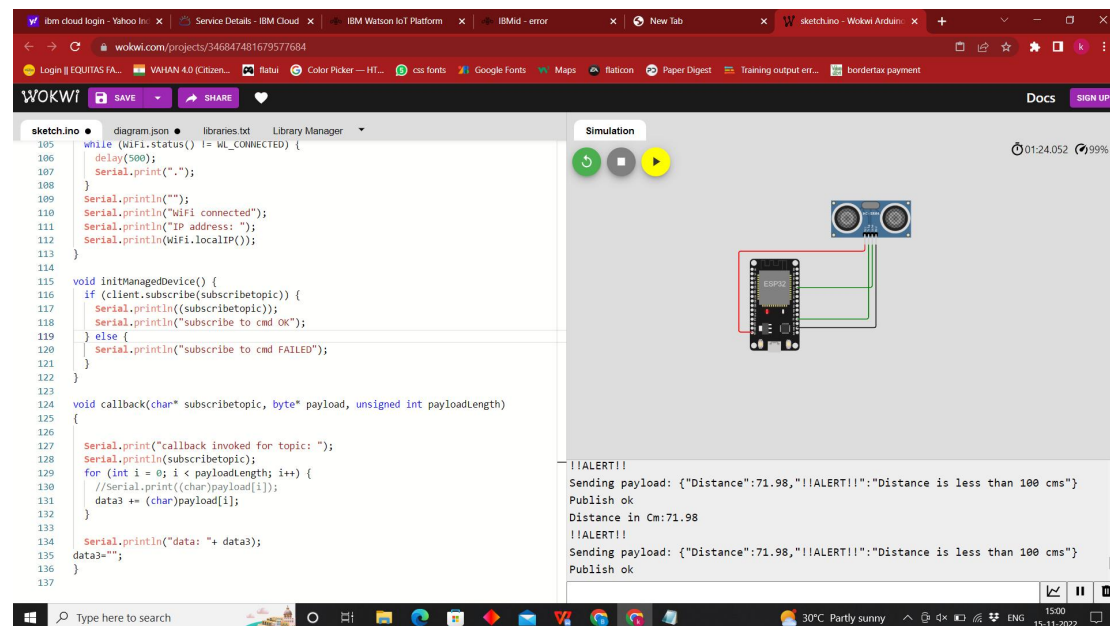 ibm cloud login - Yahoo Inc
Service Details - IBM Cloud
IBM Watson IoT Platform
IBMid - error
New Tab
sketch.ino - Wokwi Arduino
wokwi.com/projects/346847481679577684
Login || EQUITAS FA...
VAHAN 4.0 (Citizen...
flatui
Color Picker — HT...
css fonts
Google Fonts
Maps
flaticon
Paper Digest
Training output err...
bordertax payment
WOKWI
SAVE
SHARE
Docs
SIGN UP
sketch.ino
diagram.json
libraries.txt
Library Manager
Simulation
01:24.052
99%
105 while (WiFi.status() != WL_CONNECTED) {
106 delay(500);
107 Serial.print(".");
108 }
109 Serial.println("");
110 Serial.println("WiFi connected");
111 Serial.println("IP address: ");
112 Serial.println(WiFi.localIP());
113 }
114
115 void initManagedDevice() {
116 if (client.subscribe(subscribetopic)) {
117 Serial.println((subscribetopic));
118 Serial.println("subscribe to cmd OK");
119 } else {
120 Serial.println("subscribe to cmd FAILED");
121 }
122 }
123
124 void callback(char* subscribetopic, byte* payload, unsigned int payloadLength)
125 {
126
127 Serial.print("callback invoked for topic: ");
128 Serial.println(subscribetopic);
129 for (int i = 0; i < payloadLength; i++) {
130 //Serial.print((char)payload[i]);
131 data3 += (char)payload[i];
132 }
133
134 Serial.println("data: "+ data3);
135 data3="";
136 }
137
ESP32
!!ALERT!!
Sending payload: {"Distance":71.98,"!!ALERT!!":"Distance is less than 100 cms"}
Publish ok
Distance in Cm:71.98
!!ALERT!!
Sending payload: {"Distance":71.98,"!!ALERT!!":"Distance is less than 100 cms"}
Publish ok
Type here to search
30°C Partly sunny
ENG
15:00
15-11-2022